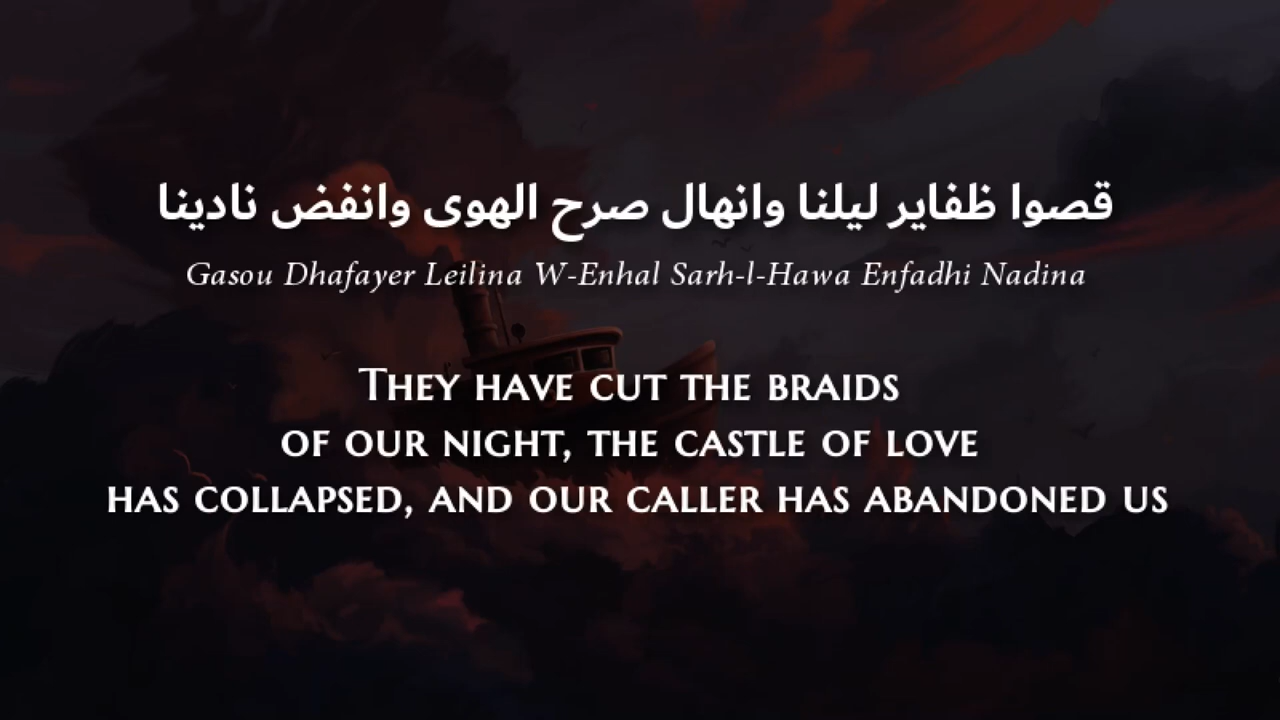 قصوا ظفاير ليلنا وانهال صرح الهوى وانفض نادينا
Gasou Dhafayer Leilina W-Enhal Sarh-l-Hawa Enfadhi Nadina
They have cut the braids
of our night, the castle of love
has collapsed, and our caller has abandoned us